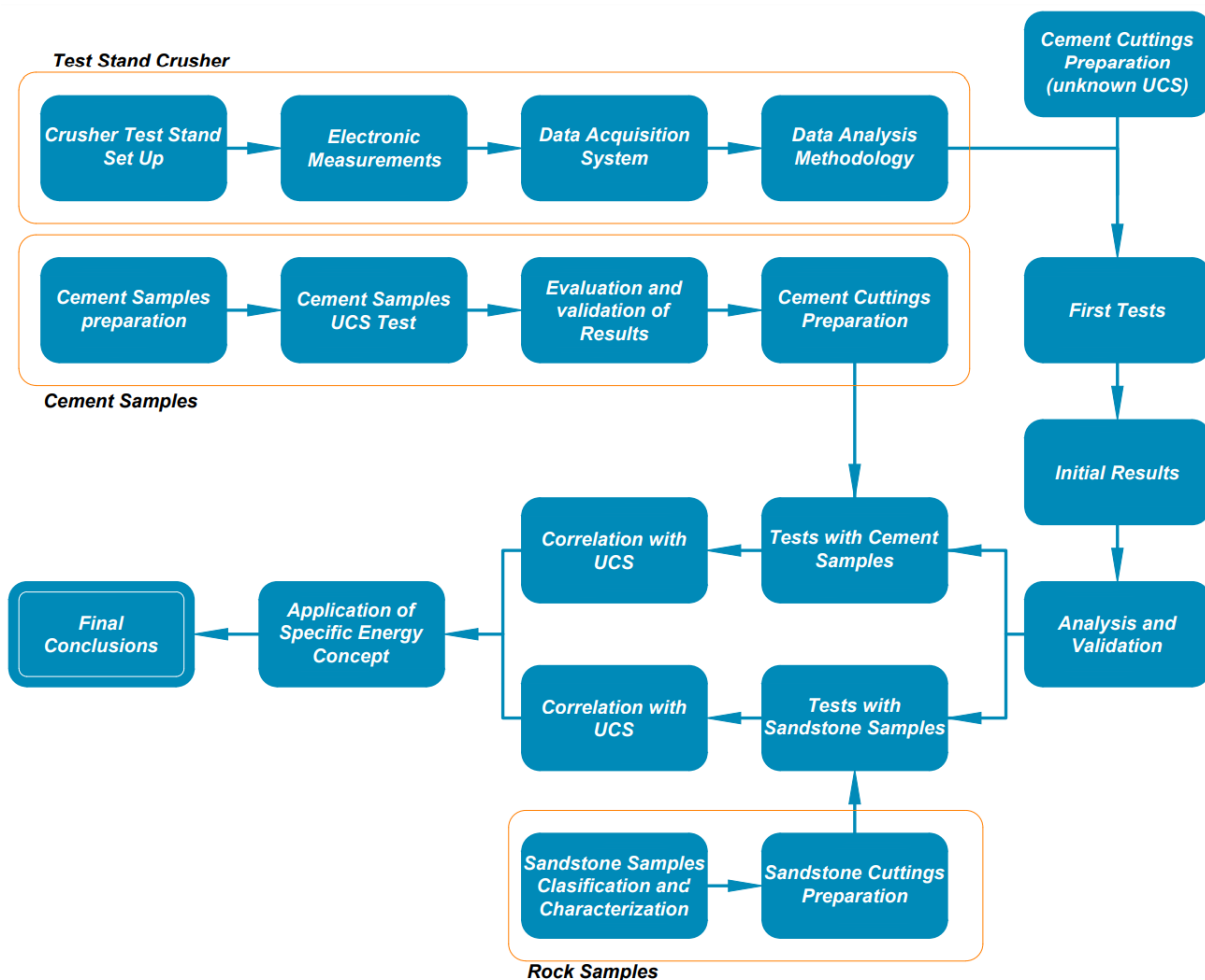 Test Stand Crusher
Cement Cuttings
Preparation
(unknown UCS)
Crusher Test Stand
Set Up
Electronic
Measurements
Data Acquisition
System
Data Analysis
Methodology
Cement Samples
preparation
Cement Samples
UCS Test
Evaluation and
validation of
Results
Cement Cuttings
Preparation
First Tests
Cement Samples
Initial Results
Correlation with
UCS
Tests with Cement
Samples
Final
Conclusions
Application of
Specific Energy
Concept
Analysis and
Validation
Correlation with
UCS
Tests with
Sandstone Samples
Sandstone Samples
Clasification and
Characterization
Sandstone Cuttings
Preparation
Rock Samples